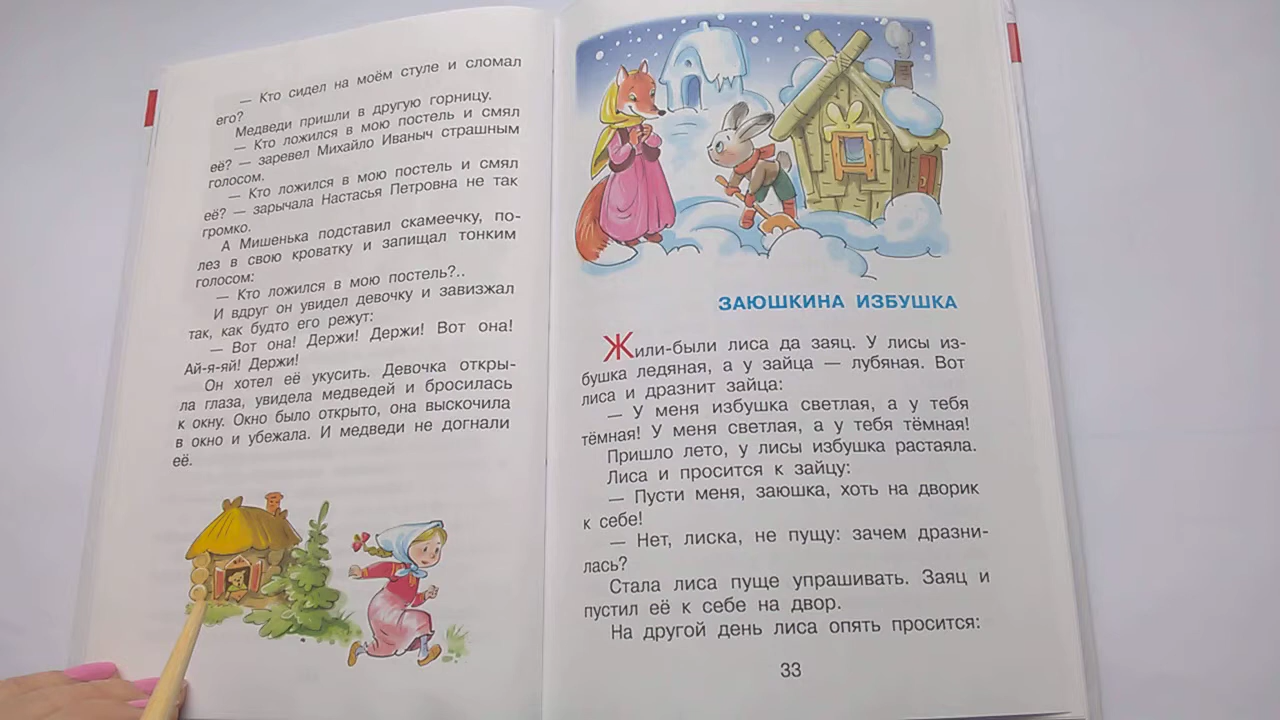 — Кто сидел на моём стуле и сломал
его?
Медведи пришли в другую горницу.
— Кто ложился в мою постель и смял
её? — заревел Михайло Иваныч страшным
голосом.
— Кто ложился в мою постель и смял
её? — зарычала Настасья Петровна не так
громко.
А Мишенька подставил скамеечку, по-
лез в свою кроватку и запищал тонким
голосом:
— Кто ложился в мою постель?..
И вдруг он увидел девочку и завизжал
так, как будто его режут:
— Вот она! Держи! Держи! Вот она!
Ай-я-яй! Держи!
Он хотел её укусить. Девочка откры-
ла глаза, увидела медведей и бросилась
к окну. Окно было открыто, она выскочила
в окно и убежала. И медведи не догнали
её.
ЗАЮШКИНА ИЗБУШКА
Жили-были лиса да заяц. У лисы из-
бушка ледяная, а у зайца — лубяная. Вот
лиса и дразнит зайца:
— У меня избушка светлая, а у тебя
тёмная! У меня светлая, а у тебя тёмная!
Пришло лето, у лисы избушка растаяла.
Лиса и просится к зайцу:
— Пусти меня, заюшка, хоть на дворик
к себе!
— Нет, лиска, не пущу: зачем дразни-
лась?
Стала лиса пуще упрашивать. Заяц и
пустил её к себе на двор.
На другой день лиса опять просится:
33